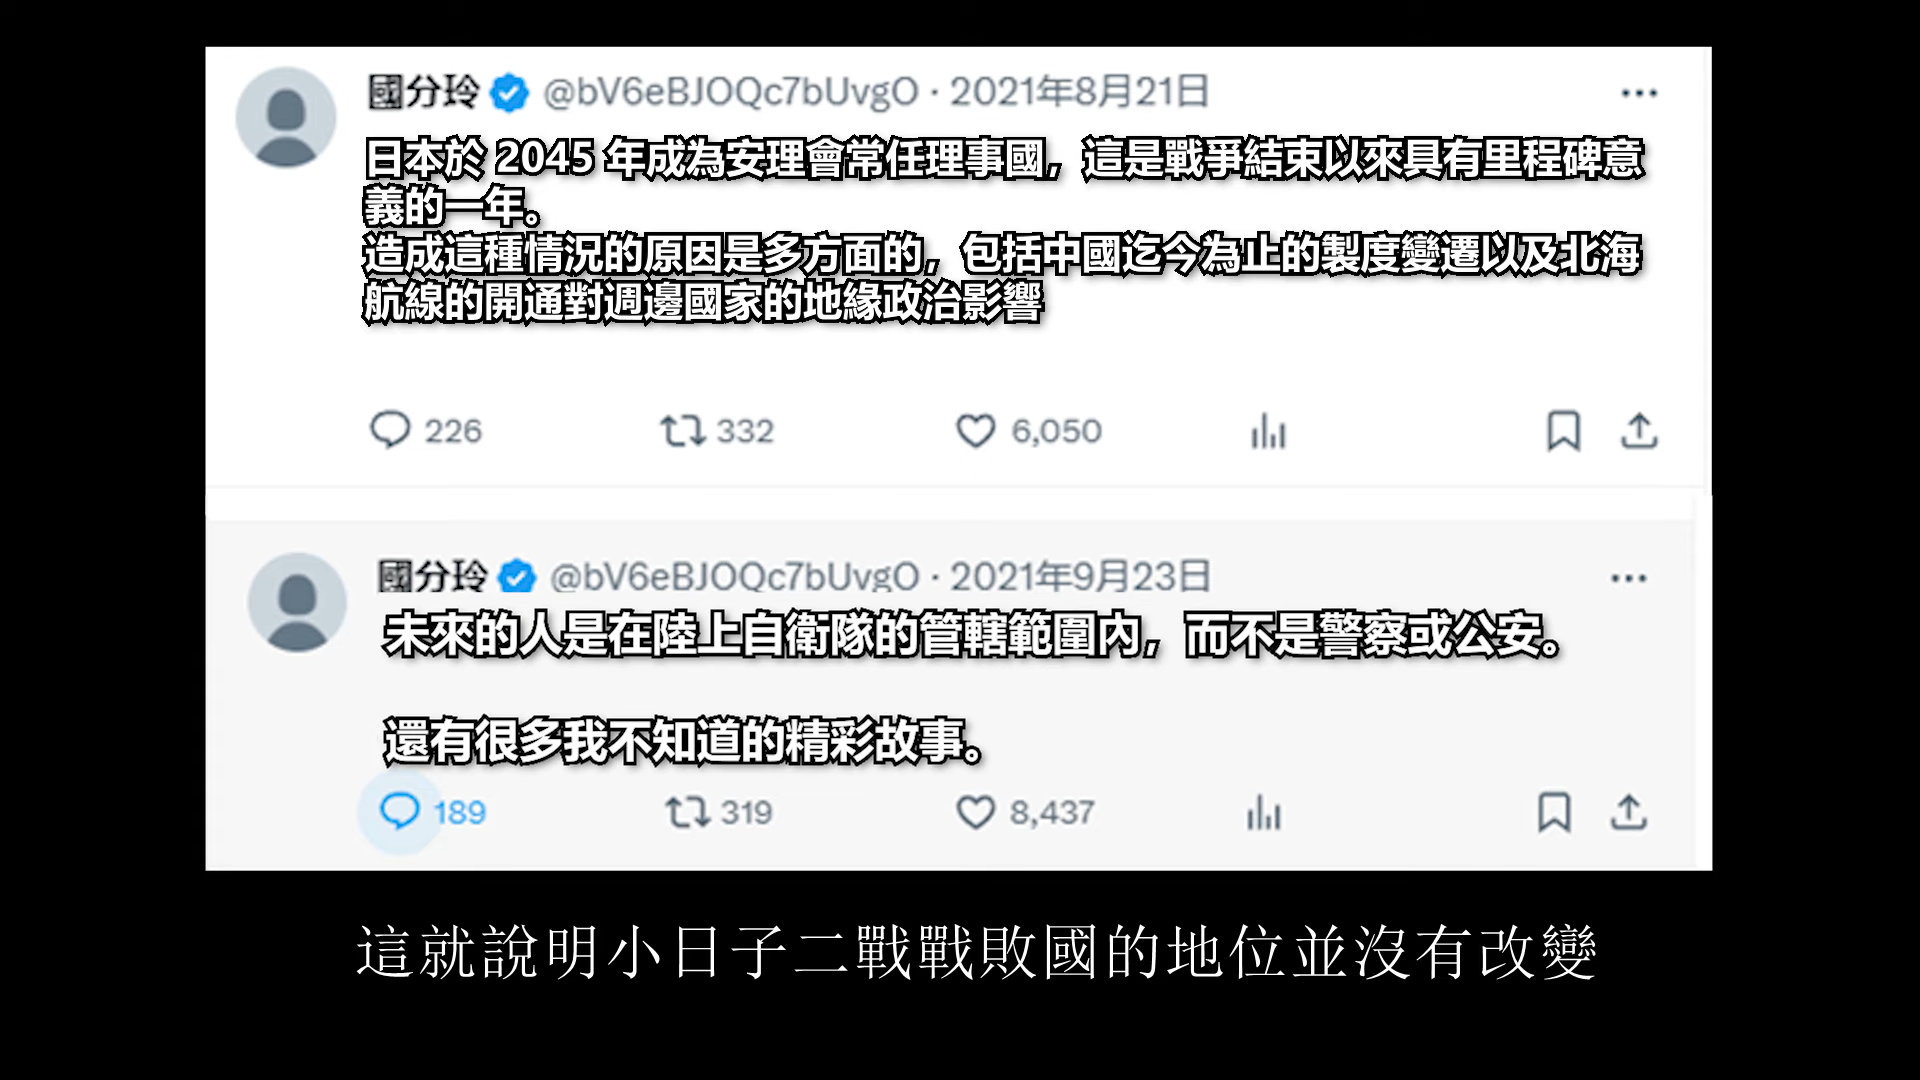 國分玲 @bV6eBJOQc7bUvgO · 2021年8月21日
日本於 2045 年成為安理會常任理事國，這是戰爭結束以來具有里程碑意
義的一年。
造成這種情況的原因是多方面的，包括中國迄今為止的製度變遷以及北海
航線的開通對週邊國家的地緣政治影響
226 332 6,050
國分玲 @bV6eBJOQc7bUvgO · 2021年9月23日
未來的人是在陸上自衛隊的管轄範圍內，而不是警察或公安。
還有很多我不知道的精彩故事。
189 319 8,437
這就說明小日子二戰戰敗國的地位並沒有改變